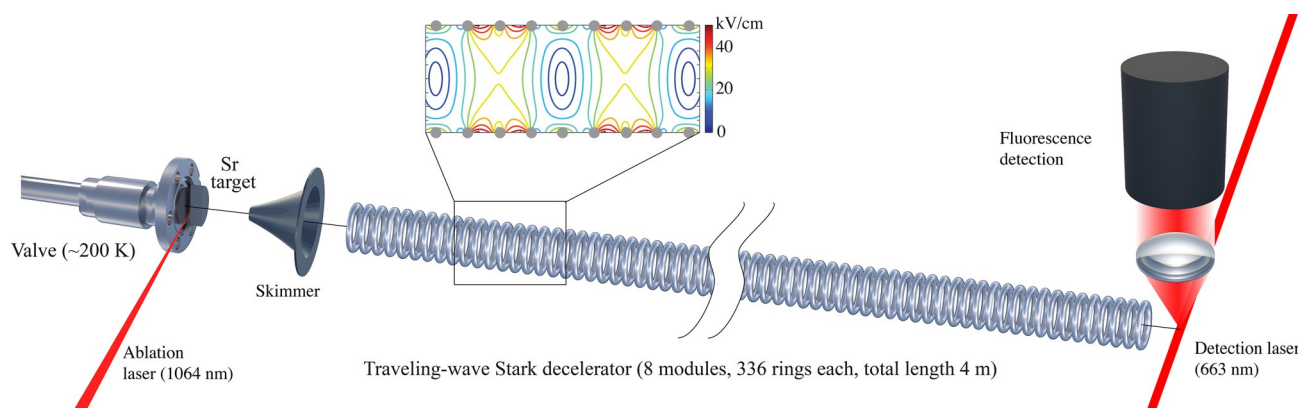 kV/cm
40
20
0
Sr
target
Valve (~200 K)
Skimmer
Ablation
laser (1064 nm)
Traveling-wave Stark decelerator (8 modules, 336 rings each, total length 4 m)
Fluorescence
detection
Detection laser
(663 nm)